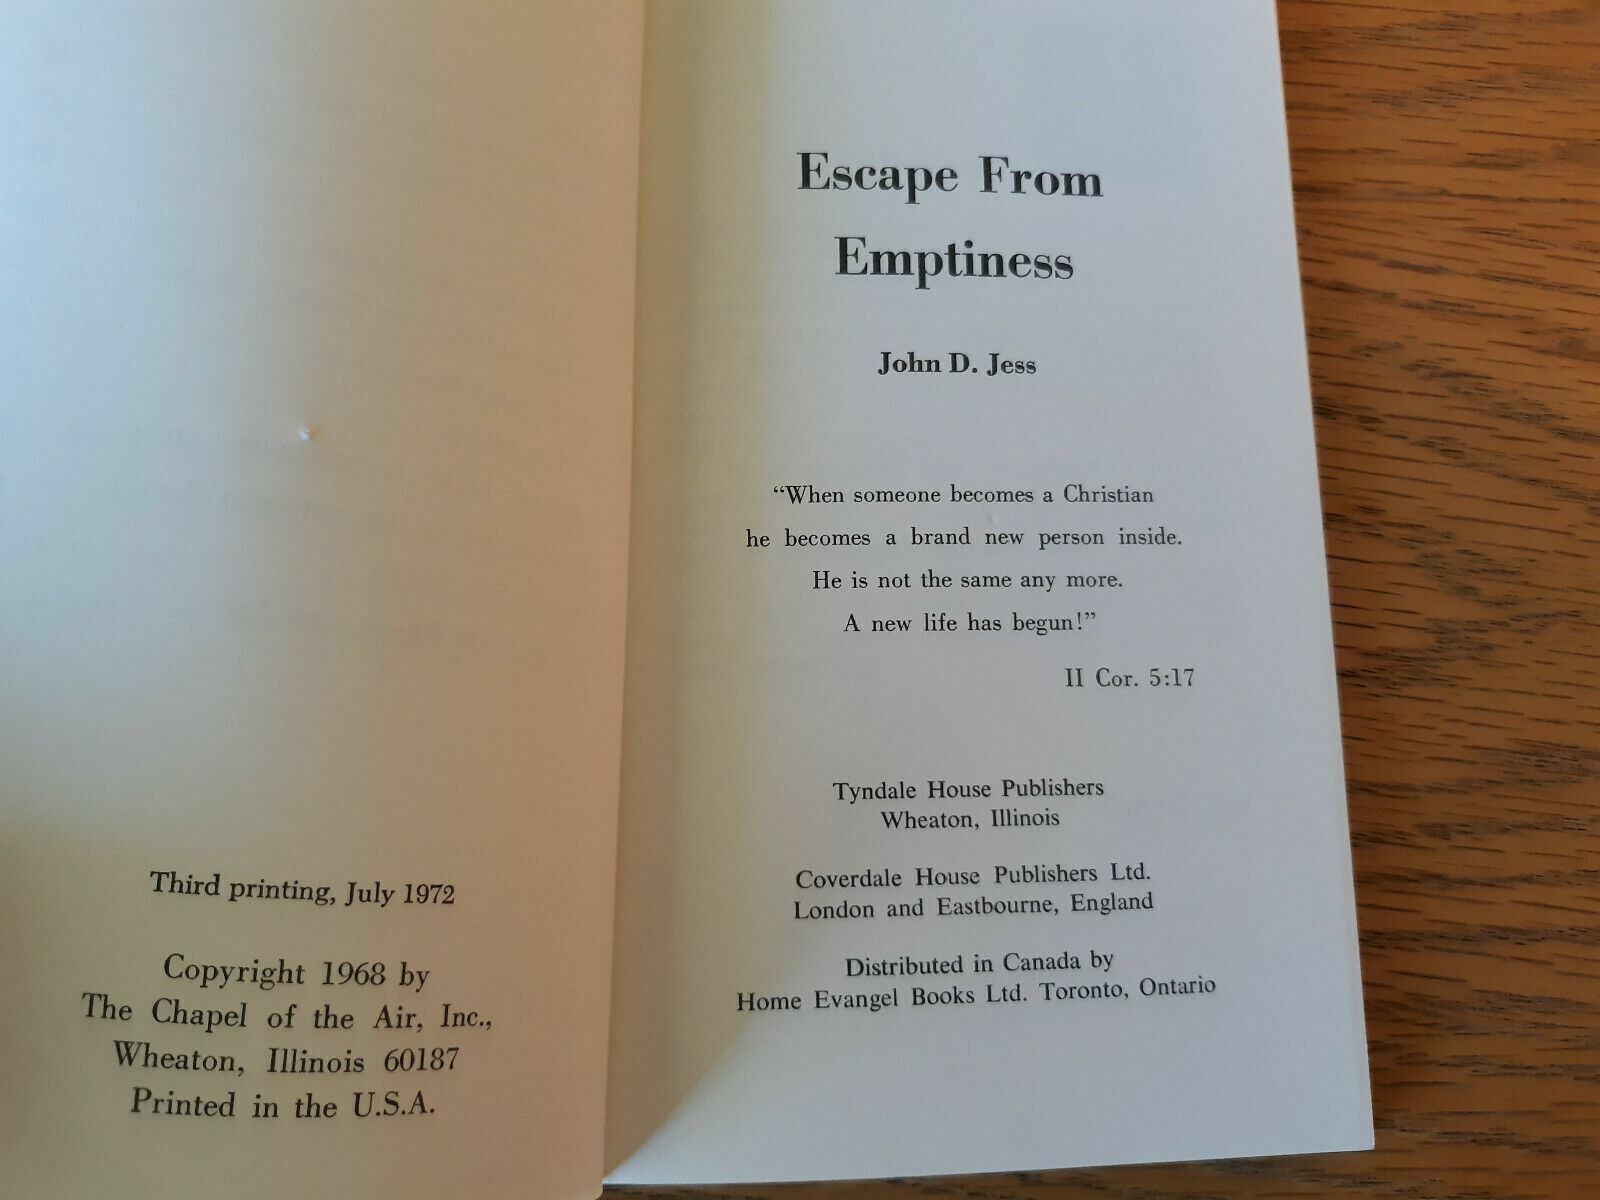 Third printing, July 1972
Copyright 1968 by
The Chapel of the Air, Inc.,
Wheaton, Illinois 60187
Printed in the U.S.A.
Escape From
Emptiness
John D. Jess
“When someone becomes a Christian
he becomes a brand new person inside.
He is not the same any more.
A new life has begun!”
II Cor. 5:17
Tyndale House Publishers
Wheaton, Illinois
Coverdale House Publishers Ltd.
London and Eastbourne, England
Distributed in Canada by
Home Evangel Books Ltd. Toronto, Ontario